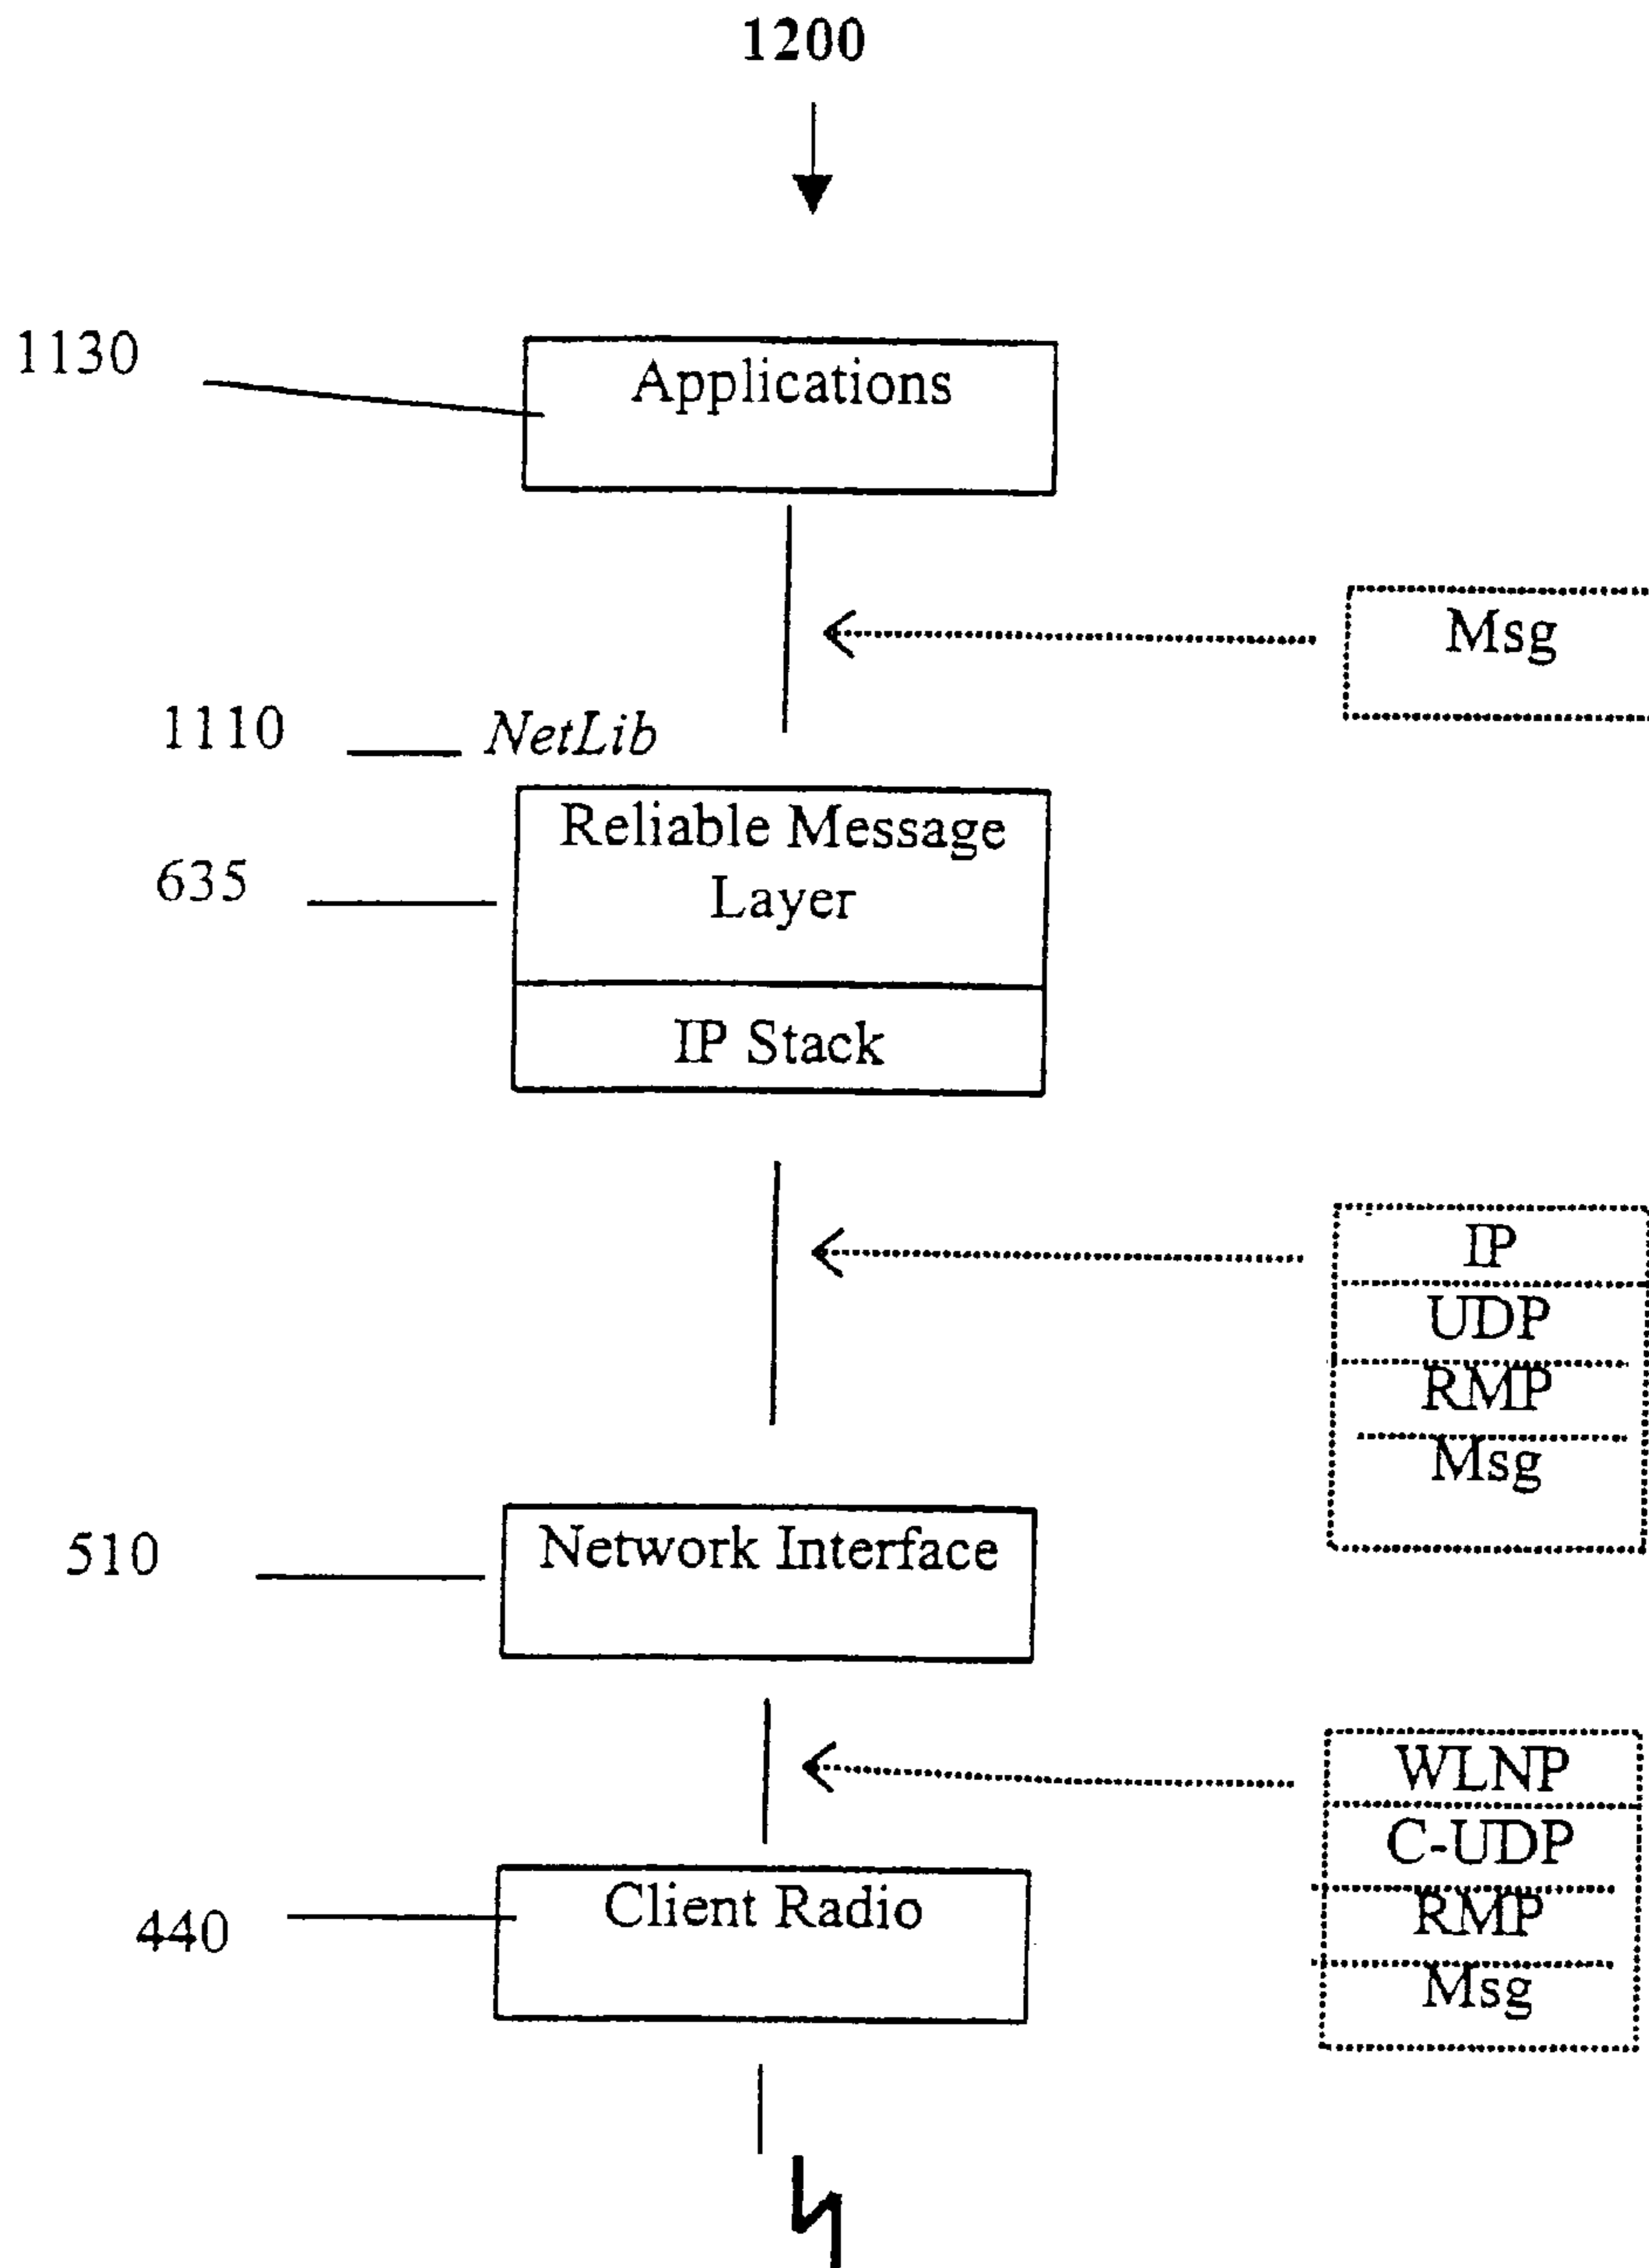 1200
1130
Applications
Msg
1110
NetLib
Reliable Message
635
Layer
IP Stack
IP
UDP
RMP
Msg
510
Network Interface
WLNP
C-UDP
440
Client Radio
RMP
Msg